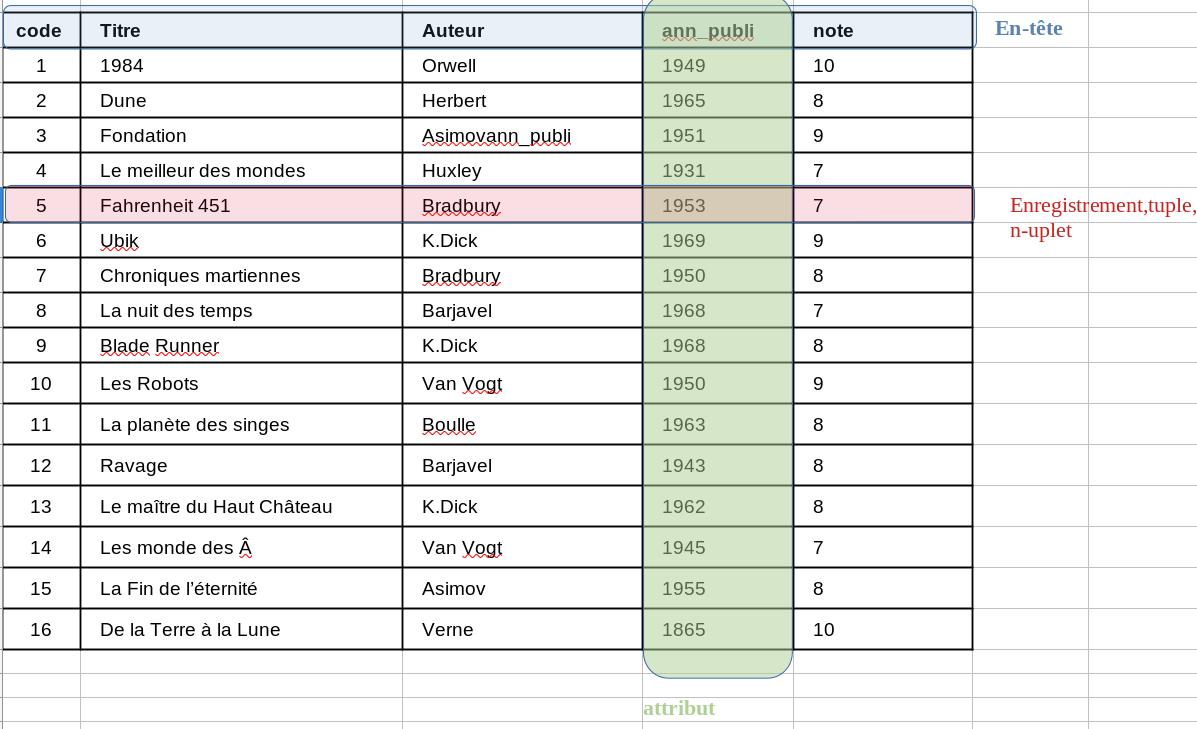 code Titre Auteur ann_publi note En-tête
1 1984 Orwell 1949 10
2 Dune Herbert 1965 8
3 Fondation Asimovann_publi 1951 9
4 Le meilleur des mondes Huxley 1931 7
5 Fahrenheit 451 Bradbury 1953 7 Enregistrement,tuple,
n-uplet
6 Ubik K.Dick 1969 9
7 Chroniques martiennes Bradbury 1950 8
8 La nuit des temps Barjavel 1968 7
9 Blade Runner K.Dick 1968 8
10 Les Robots Van Vogt 1950 9
11 La planète des singes Boulle 1963 8
12 Ravage Barjavel 1943 8
13 Le maître du Haut Château K.Dick 1962 8
14 Les monde des Â Van Vogt 1945 7
15 La Fin de l’éternité Asimov 1955 8
16 De la Terre à la Lune Verne 1865 10
attribut